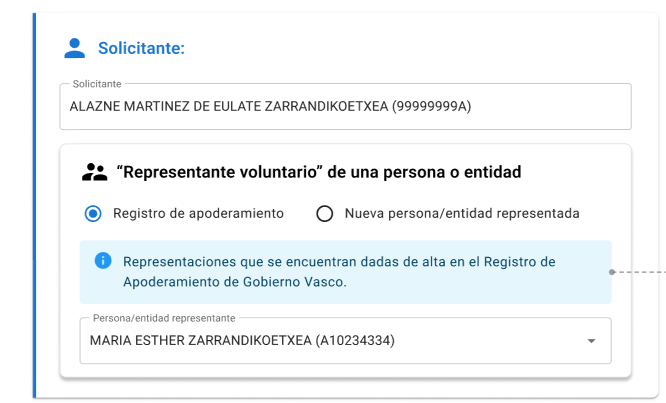 Solicitante:
Solicitante
ALAZNE MARTINEZ DE EULATE ZARRANDIKOETXEA (99999999A)
“Representante voluntario” de una persona o entidad
Registro de apoderamiento
Nueva persona/entidad representada
Representaciones que se encuentran dadas de alta en el Registro de
Apoderamiento de Gobierno Vasco.
Persona/entidad representante
MARIA ESTHER ZARRANDIKOETXEA (A10234334)